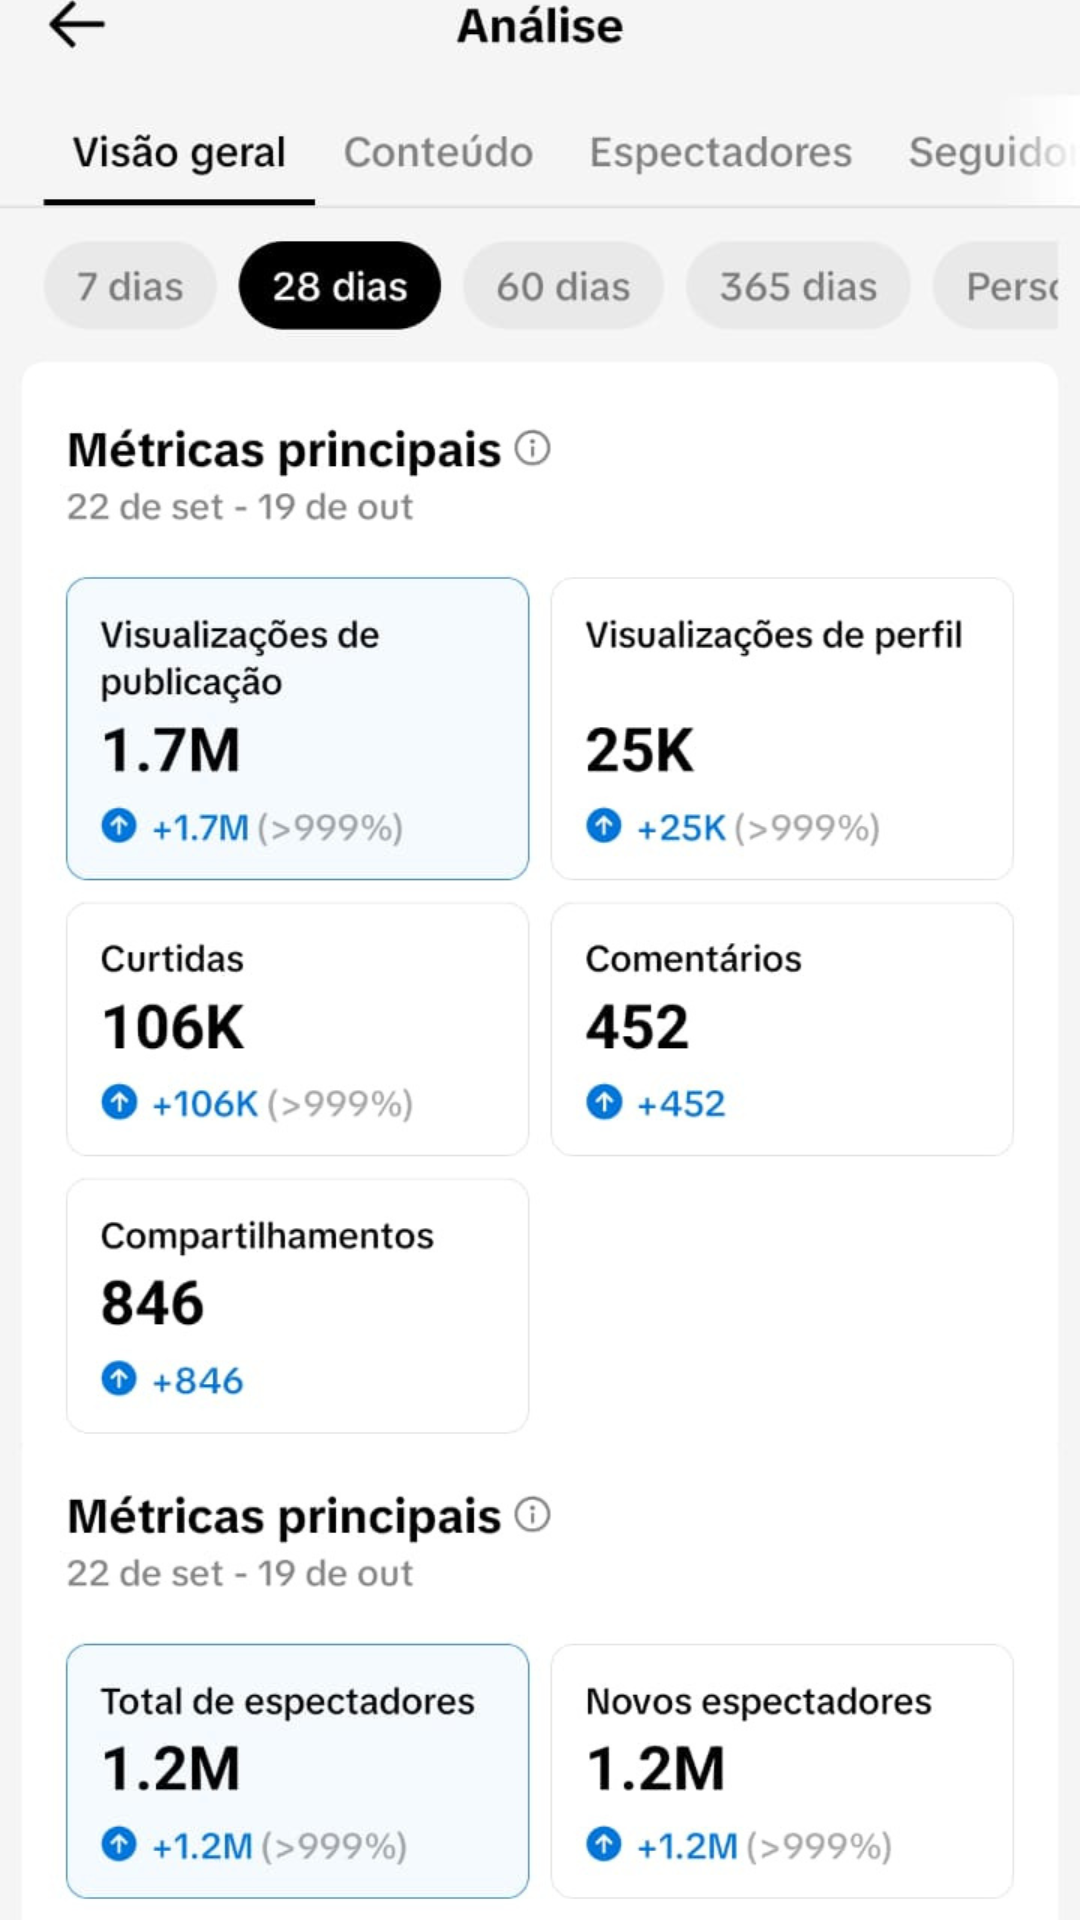 Análise
Visão geral Conteúdo Espectadores Seguido
7 dias 28 dias 60 dias 365 dias Perso
Métricas principais
22 de set - 19 de out
Visualizações de
publicação
1.7M
+1.7M (>999%)
Visualizações de perfil
25K
+25K (>999%)
Curtidas
106K
+106K (>999%)
Comentários
452
+452
Compartilhamentos
846
+846
Métricas principais
22 de set - 19 de out
Total de espectadores
1.2M
+1.2M (>999%)
Novos espectadores
1.2M
+1.2M (>999%)